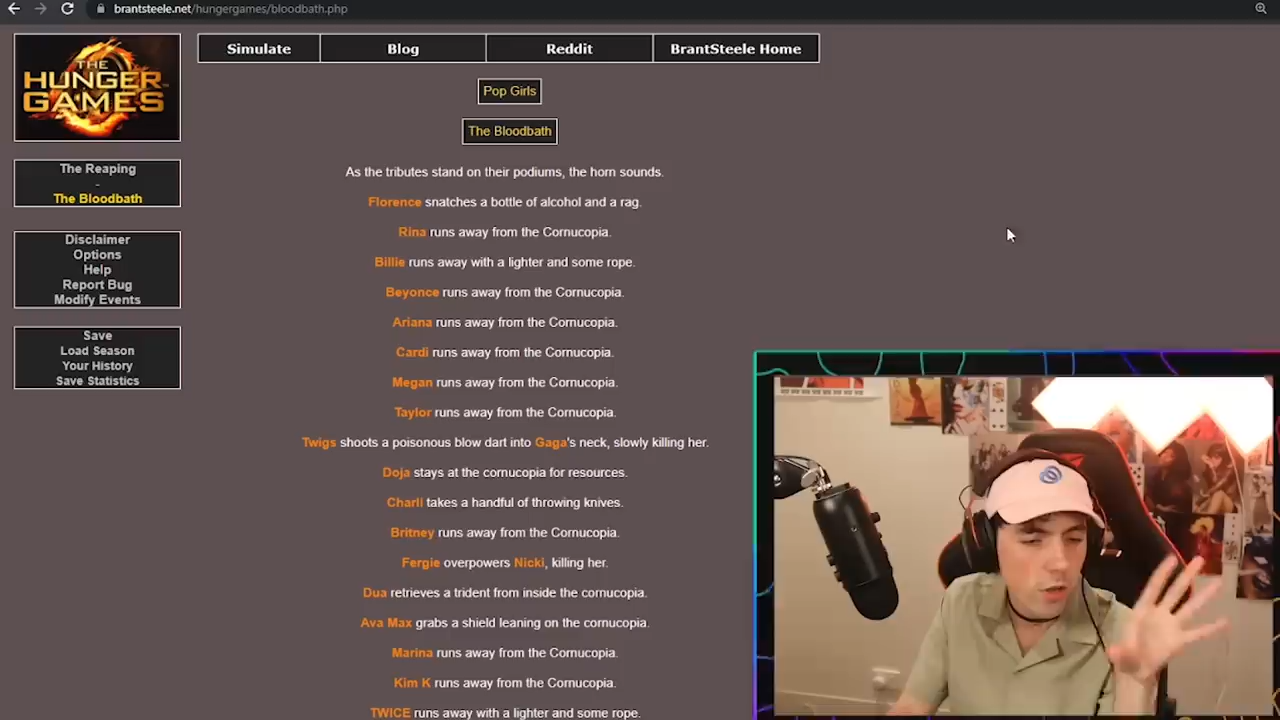 brantsteele.net/hungergames/bloodbath.php
THE
HUNGER
GAMES
Simulate
Blog
Reddit
BrantSteele Home
The Reaping
-
The Bloodbath
Disclaimer
Options
Help
Report Bug
Modify Events
Save
Load Season
Your History
Save Statistics
Pop Girls
The Bloodbath
As the tributes stand on their podiums, the horn sounds.
Florence snatches a bottle of alcohol and a rag.
Rina runs away from the Cornucopia.
Billie runs away with a lighter and some rope.
Beyonce runs away from the Cornucopia.
Ariana runs away from the Cornucopia.
Cardi runs away from the Cornucopia.
Megan runs away from the Cornucopia.
Taylor runs away from the Cornucopia.
Twigs shoots a poisonous blow dart into Gaga's neck, slowly killing her.
Doja stays at the cornucopia for resources.
Charli takes a handful of throwing knives.
Britney runs away from the Cornucopia.
Fergie overpowers Nicki, killing her.
Dua retrieves a trident from inside the cornucopia.
Ava Max grabs a shield leaning on the cornucopia.
Marina runs away from the Cornucopia.
Kim K runs away from the Cornucopia.
TWICE runs away with a lighter and some rope.